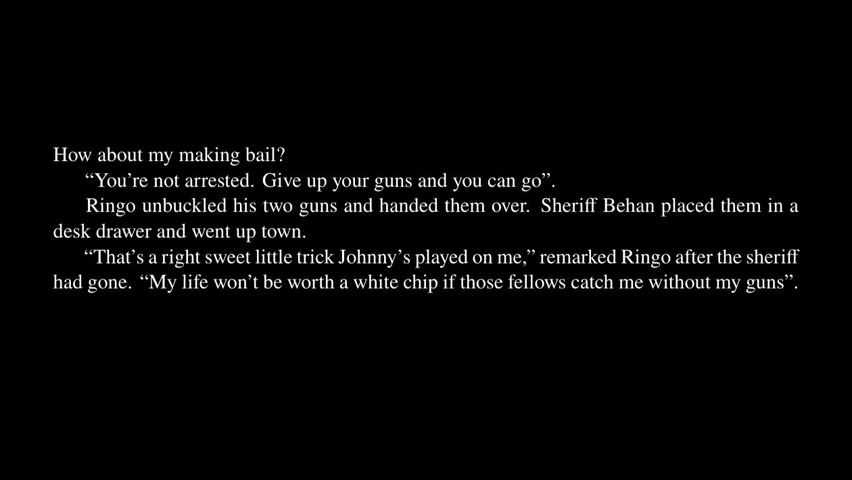 How about my making bail?
“You’re not arrested. Give up your guns and you can go”.
Ringo unbuckled his two guns and handed them over. Sheriff Behan placed them in a
desk drawer and went up town.
“That’s a right sweet little trick Johnny’s played on me,” remarked Ringo after the sheriff
had gone. “My life won’t be worth a white chip if those fellows catch me without my guns”.